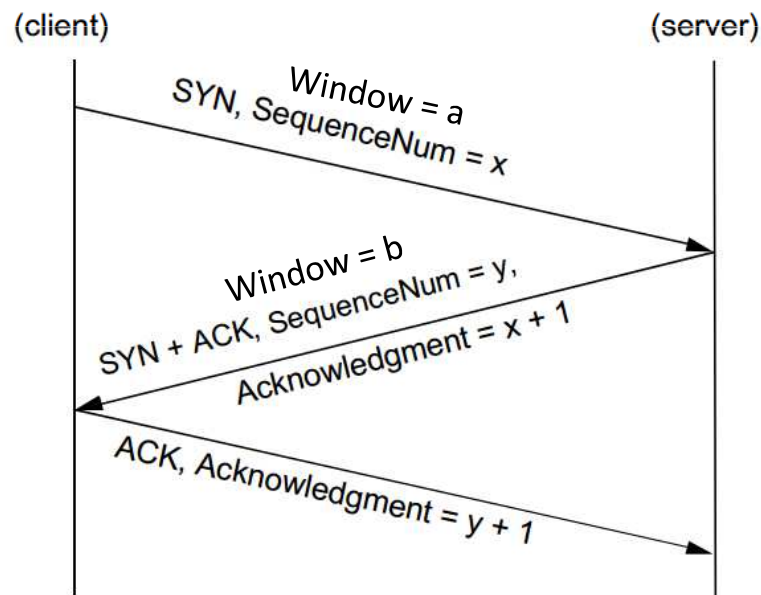 (client)
(server)
Window = a
SYN, SequenceNum = x
Window = b
SYN + ACK, SequenceNum = y,
Acknowledgment = x + 1
ACK, Acknowledgment = y + 1